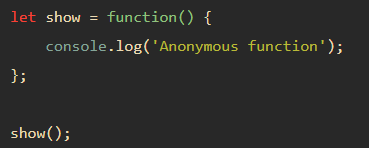 let show = function() {
    console.log('Anonymous function');
};

show();